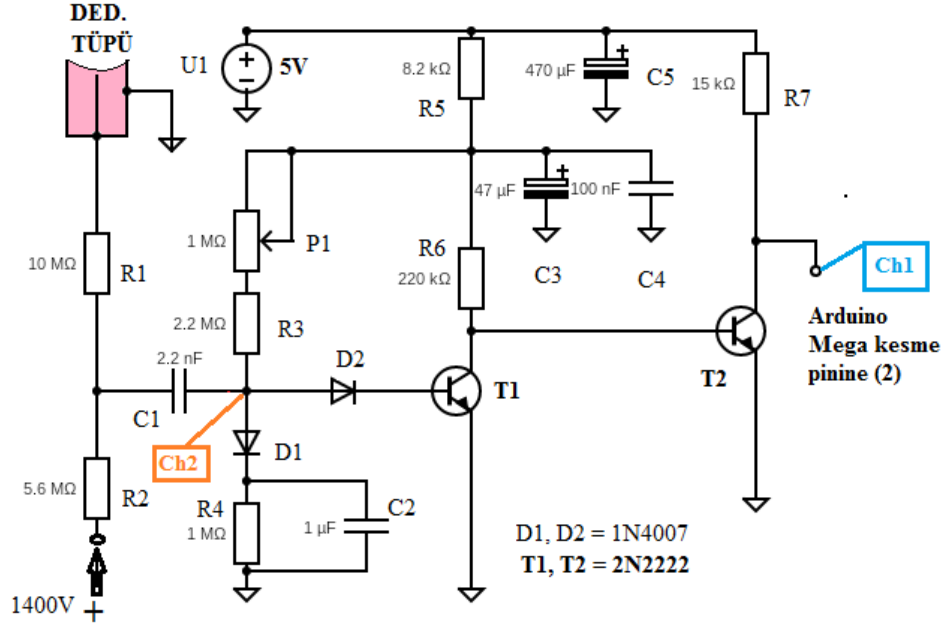 DED.
TÜPÜ
U1
5V
8.2 kΩ
R5
470 µF
C5
15 kΩ
R7
10 MΩ
R1
1 MΩ
P1
47 µF
C3
100 nF
C4
R6
220 kΩ
2.2 MΩ
R3
2.2 nF
C1
D2
T1
T2
Ch1
Arduino
Mega kesme
pinine (2)
Ch2
D1
5.6 MΩ
R2
R4
1 MΩ
1 µF
C2
D1, D2 = 1N4007
T1, T2 = 2N2222
1400V